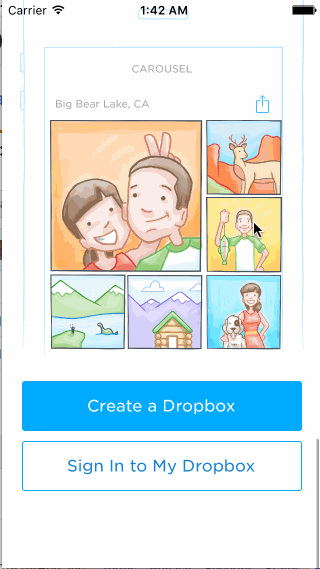 Carrier 1:42 AM
CAROUSEL
Big Bear Lake, CA
Create a Dropbox
Sign In to My Dropbox